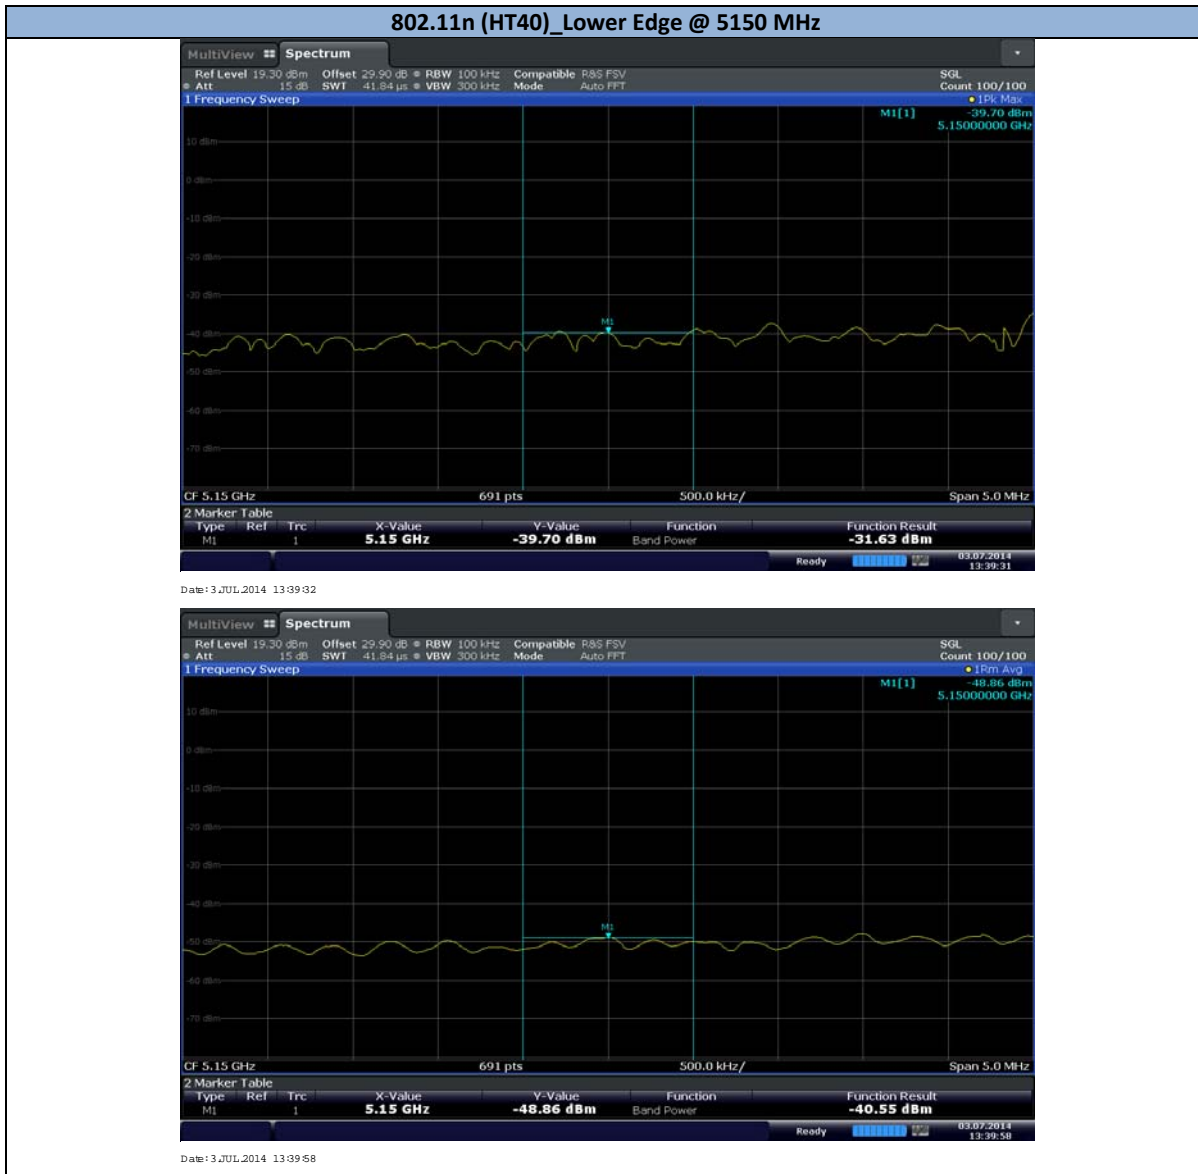 802.11n (HT40)_Lower Edge @ 5150 MHz
MultiView Spectrum
Ref Level 19.30 dBm Offset 29.90 dB RBW 100 kHz Compatible R&S FSV SGL
Att 15 dB SWT 41.84 µs VBW 300 kHz Mode Auto FFT Count 100/100
1 Frequency Sweep 1Pk Max
M1[1] -39.70 dBm
5.15000000 GHz
10 dBm
0 dBm
-10 dBm
-20 dBm
-30 dBm
M1
-40 dBm
-50 dBm
-60 dBm
-70 dBm
CF 5.15 GHz 691 pts 500.0 kHz/ Span 5.0 MHz
2 Marker Table
Type Ref Trc X-Value Y-Value Function Function Result
M1 1 5.15 GHz -39.70 dBm Band Power -31.63 dBm
Ready 03.07.2014
13:39:31
Date: 3.JUL.2014 13:39:32
MultiView Spectrum
Ref Level 19.30 dBm Offset 29.90 dB RBW 100 kHz Compatible R&S FSV SGL
Att 15 dB SWT 41.84 µs VBW 300 kHz Mode Auto FFT Count 100/100
1 Frequency Sweep 1Rm Avg
M1[1] -48.86 dBm
5.15000000 GHz
10 dBm
0 dBm
-10 dBm
-20 dBm
-30 dBm
-40 dBm
M1
-50 dBm
-60 dBm
-70 dBm
CF 5.15 GHz 691 pts 500.0 kHz/ Span 5.0 MHz
2 Marker Table
Type Ref Trc X-Value Y-Value Function Function Result
M1 1 5.15 GHz -48.86 dBm Band Power -40.55 dBm
Ready 03.07.2014
13:39:58
Date: 3.JUL.2014 13:39:58